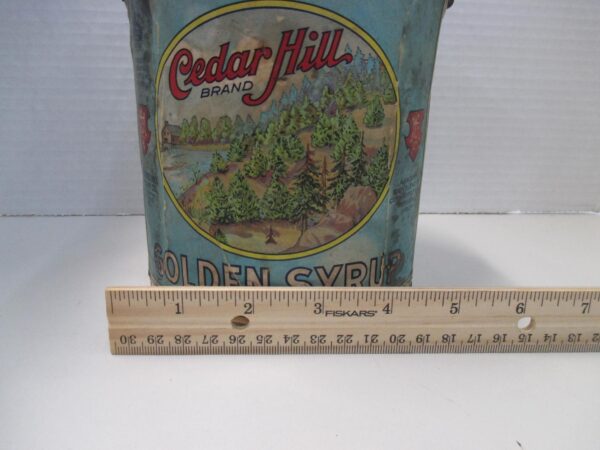 Cedar Hill
BRAND
GOLDEN SYRUP
1 2 3 FISKARS® 4 5 6 7
30 29 28 27 26 25 24 23 22 21 20 19 18 17 16 15 14 13 12